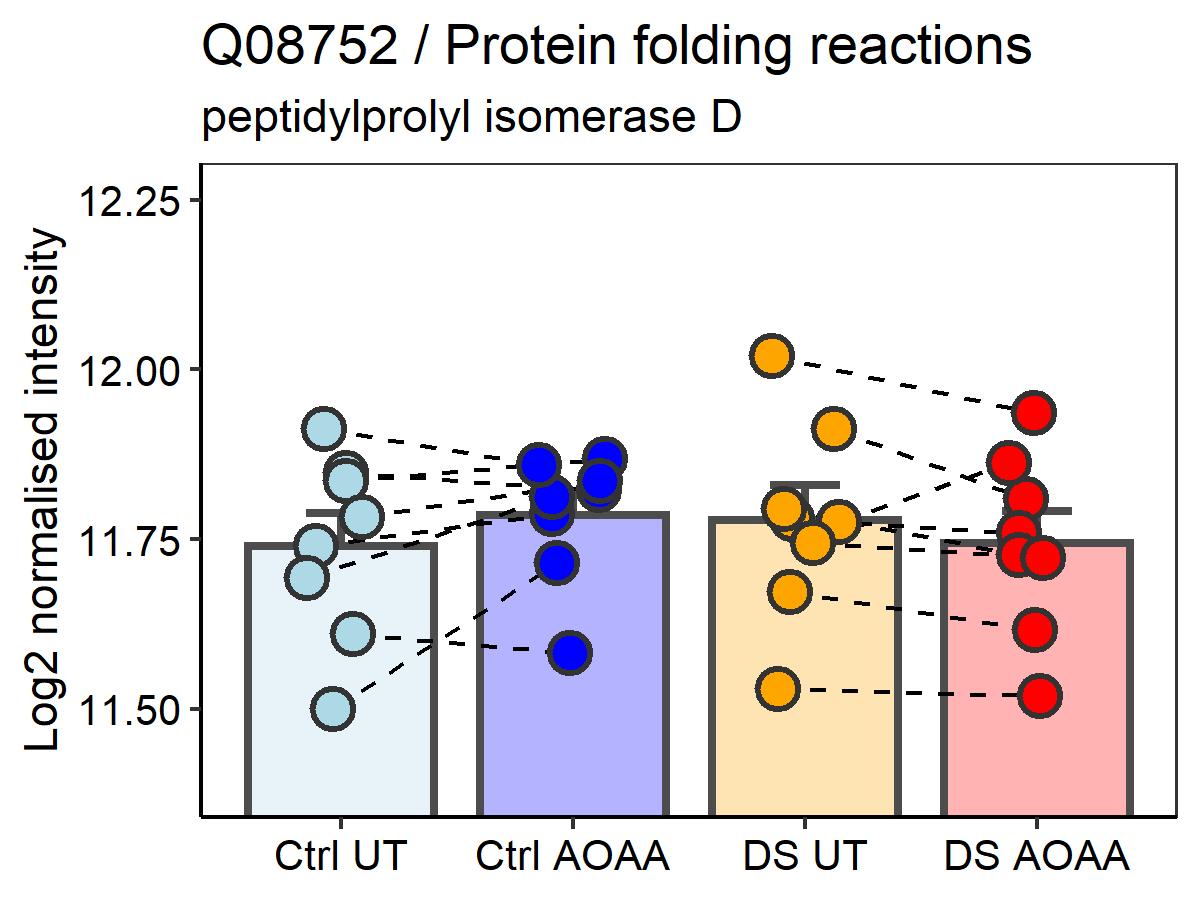 Q08752 / Protein folding reactions
peptidylprolyl isomerase D
Log2 normalised intensity
12.25
12.00
11.75
11.50
Ctrl UT
Ctrl AOAA
DS UT
DS AOAA